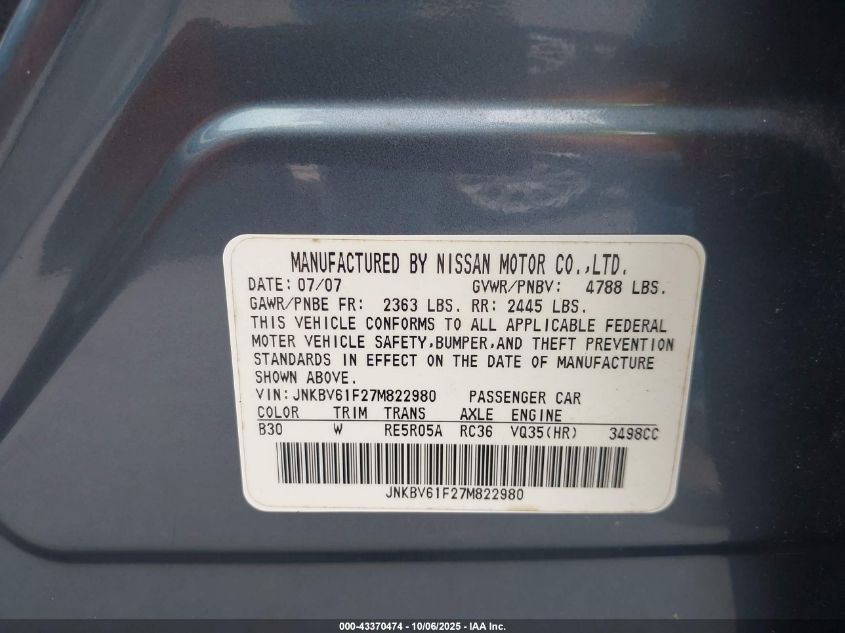 MANUFACTURED BY NISSAN MOTOR CO.,LTD.
DATE: 07/07 GVWR/PNBV: 4788 LBS.
GAWR/PNBE FR: 2363 LBS. RR: 2445 LBS.
THIS VEHICLE CONFORMS TO ALL APPLICABLE FEDERAL
MOTOR VEHICLE SAFETY,BUMPER,AND THEFT PREVENTION
STANDARDS IN EFFECT ON THE DATE OF MANUFACTURE
SHOWN ABOVE.
VIN: JNKBV61F27M822980 PASSENGER CAR
COLOR TRIM TRANS AXLE ENGINE
B30 W RE5R05A RC36 VQ35(HR) 3498CC
JNKBV61F27M822980
000-43370474 - 10/06/2025 - IAA Inc.